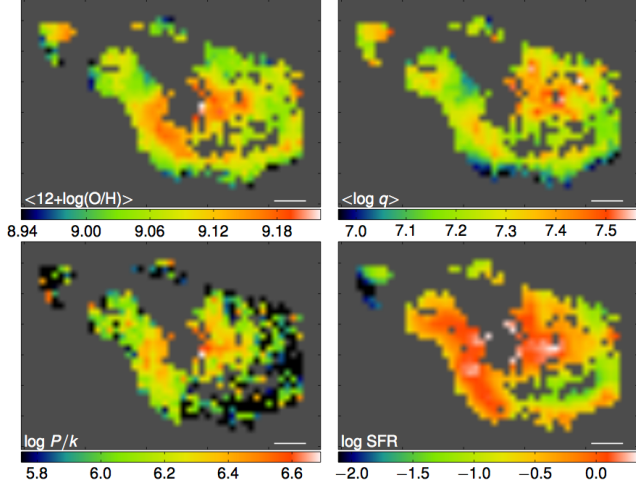 <12+log(O/H)>
8.94 9.00 9.06 9.12 9.18
<log q>
7.0 7.1 7.2 7.3 7.4 7.5
log P/k
5.8 6.0 6.2 6.4 6.6
log SFR
−2.0 −1.5 −1.0 −0.5 0.0